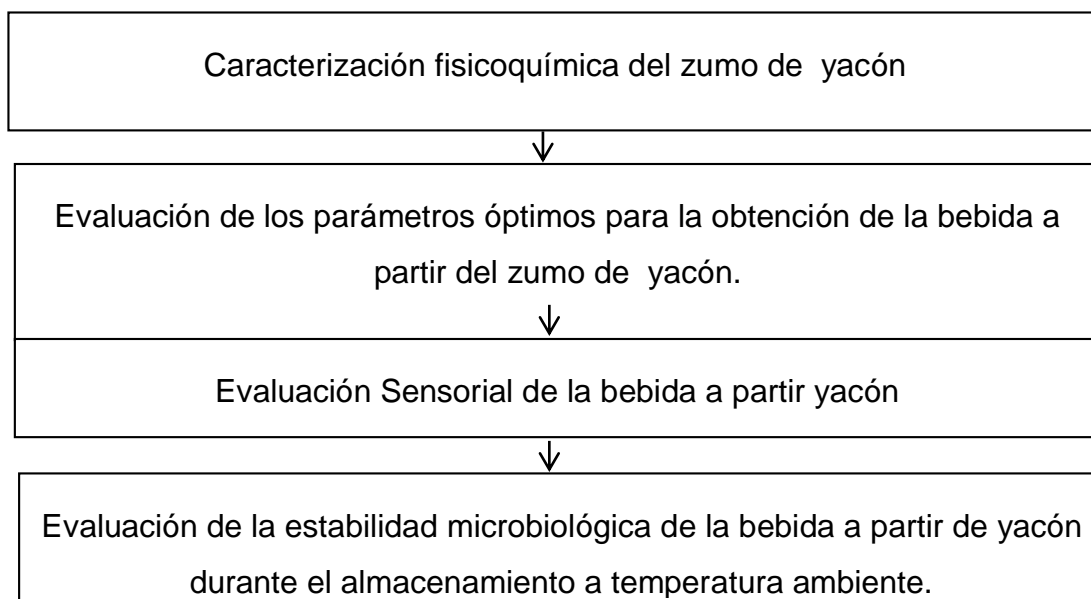 Caracterización fisicoquímica del zumo de yacón
Evaluación de los parámetros óptimos para la obtención de la bebida a
partir del zumo de yacón.
Evaluación Sensorial de la bebida a partir yacón
Evaluación de la estabilidad microbiológica de la bebida a partir de yacón
durante el almacenamiento a temperatura ambiente.